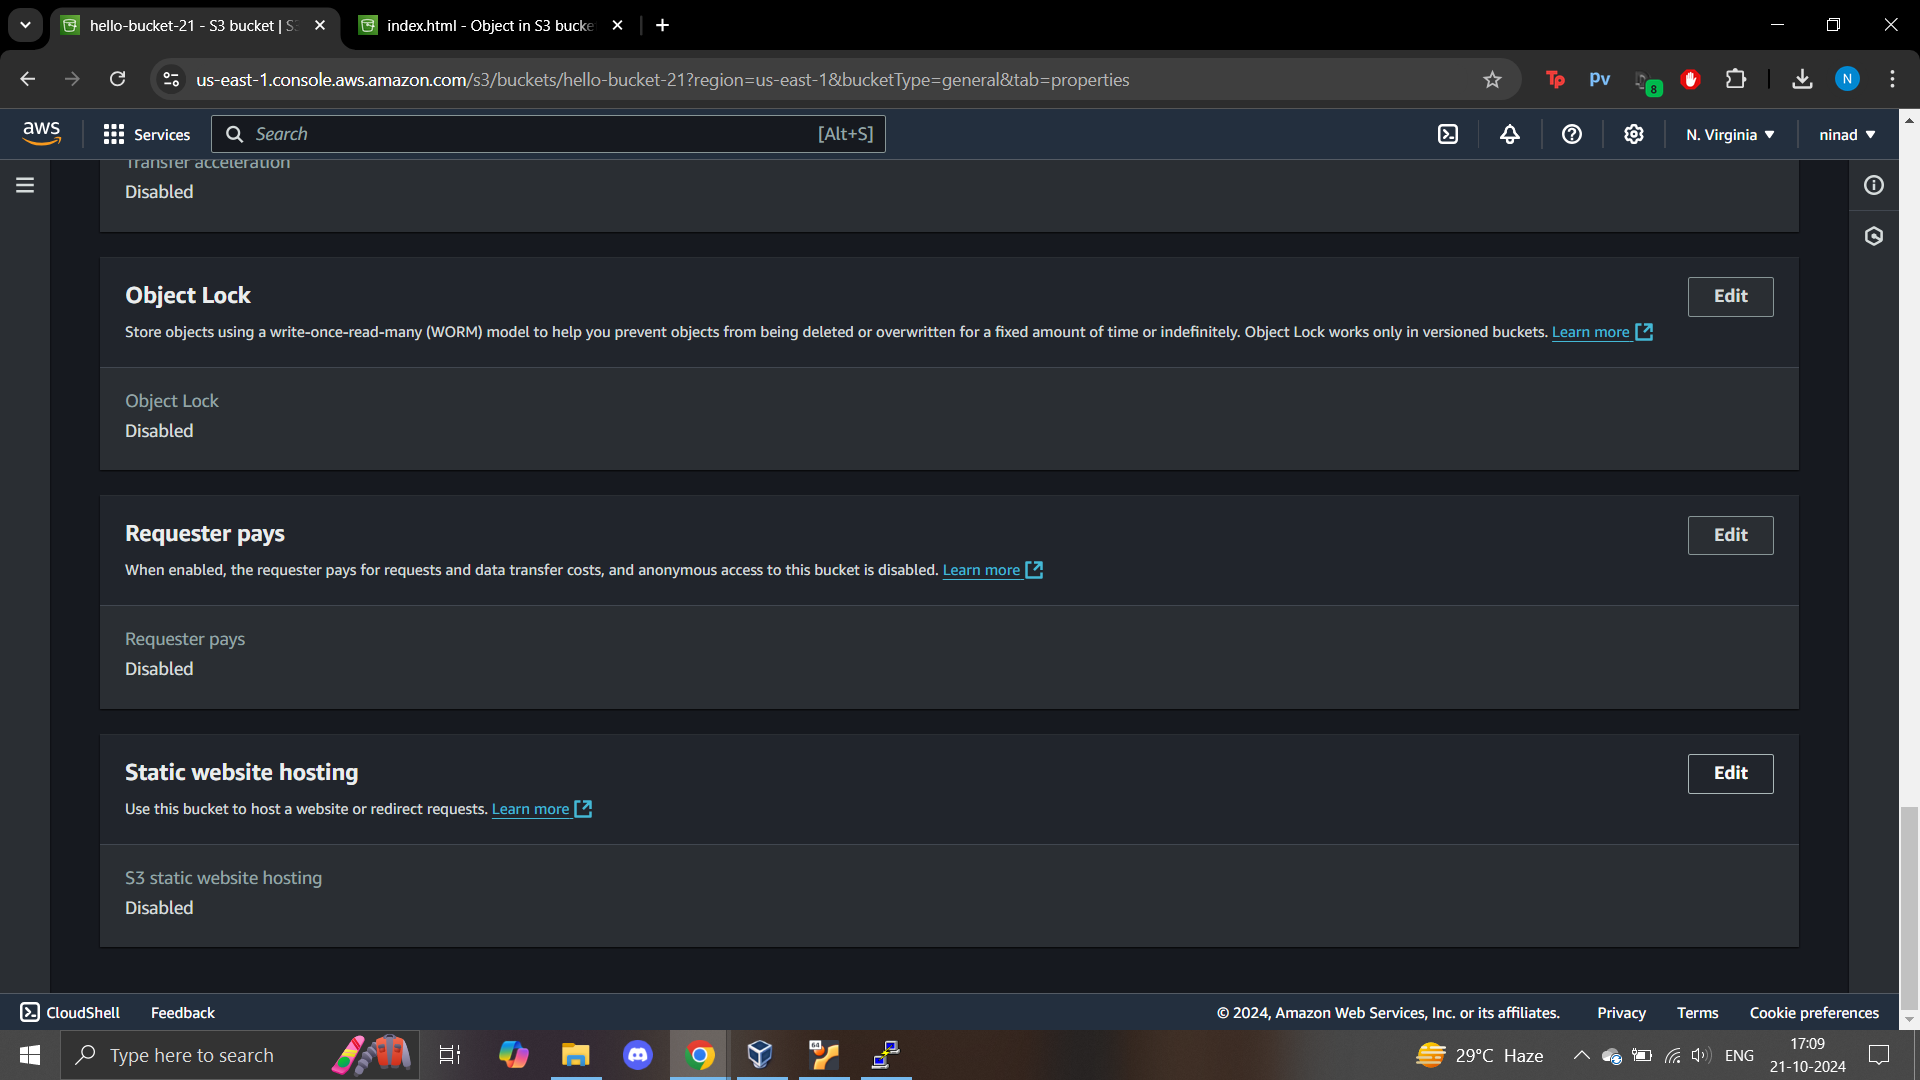 hello-bucket-21 - S3 bucket | S3
index.html - Object in S3 bucke
us-east-1.console.aws.amazon.com/s3/buckets/hello-bucket-21?region=us-east-1&bucketType=general&tab=properties
Tp
pv
8
N
aws
Services
Search
[Alt+S]
N. Virginia
ninad
Transfer acceleration
Disabled
Object Lock
Edit
Store objects using a write-once-read-many (WORM) model to help you prevent objects from being deleted or overwritten for a fixed amount of time or indefinitely. Object Lock works only in versioned buckets. Learn more
Object Lock
Disabled
Requester pays
Edit
When enabled, the requester pays for requests and data transfer costs, and anonymous access to this bucket is disabled. Learn more
Requester pays
Disabled
Static website hosting
Edit
Use this bucket to host a website or redirect requests. Learn more
S3 static website hosting
Disabled
CloudShell
Feedback
© 2024, Amazon Web Services, Inc. or its affiliates.
Privacy
Terms
Cookie preferences
Type here to search
64
29°C Haze
ENG
17:09
21-10-2024